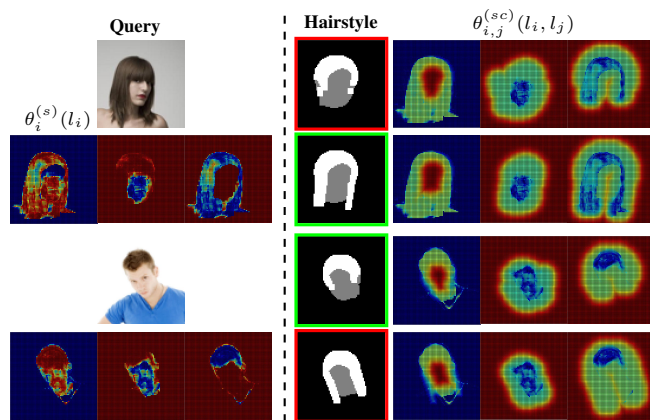 Query
Hairstyle
θ_{i,j}^{(sc)}(l_i, l_j)
θ_i^{(s)}(l_i)